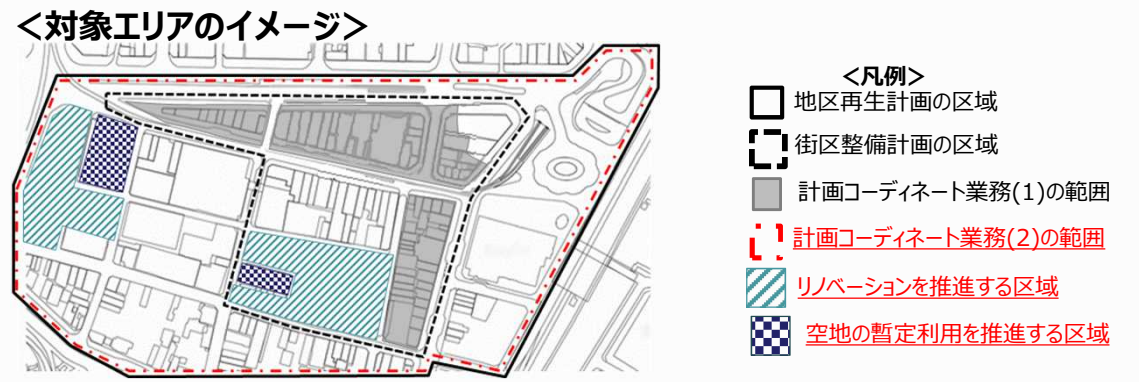 ＜対象エリアのイメージ＞
＜凡例＞
地区再生計画の区域
街区整備計画の区域
計画コーディネート業務(1)の範囲
計画コーディネート業務(2)の範囲
リノベーションを推進する区域
空地の暫定利用を推進する区域